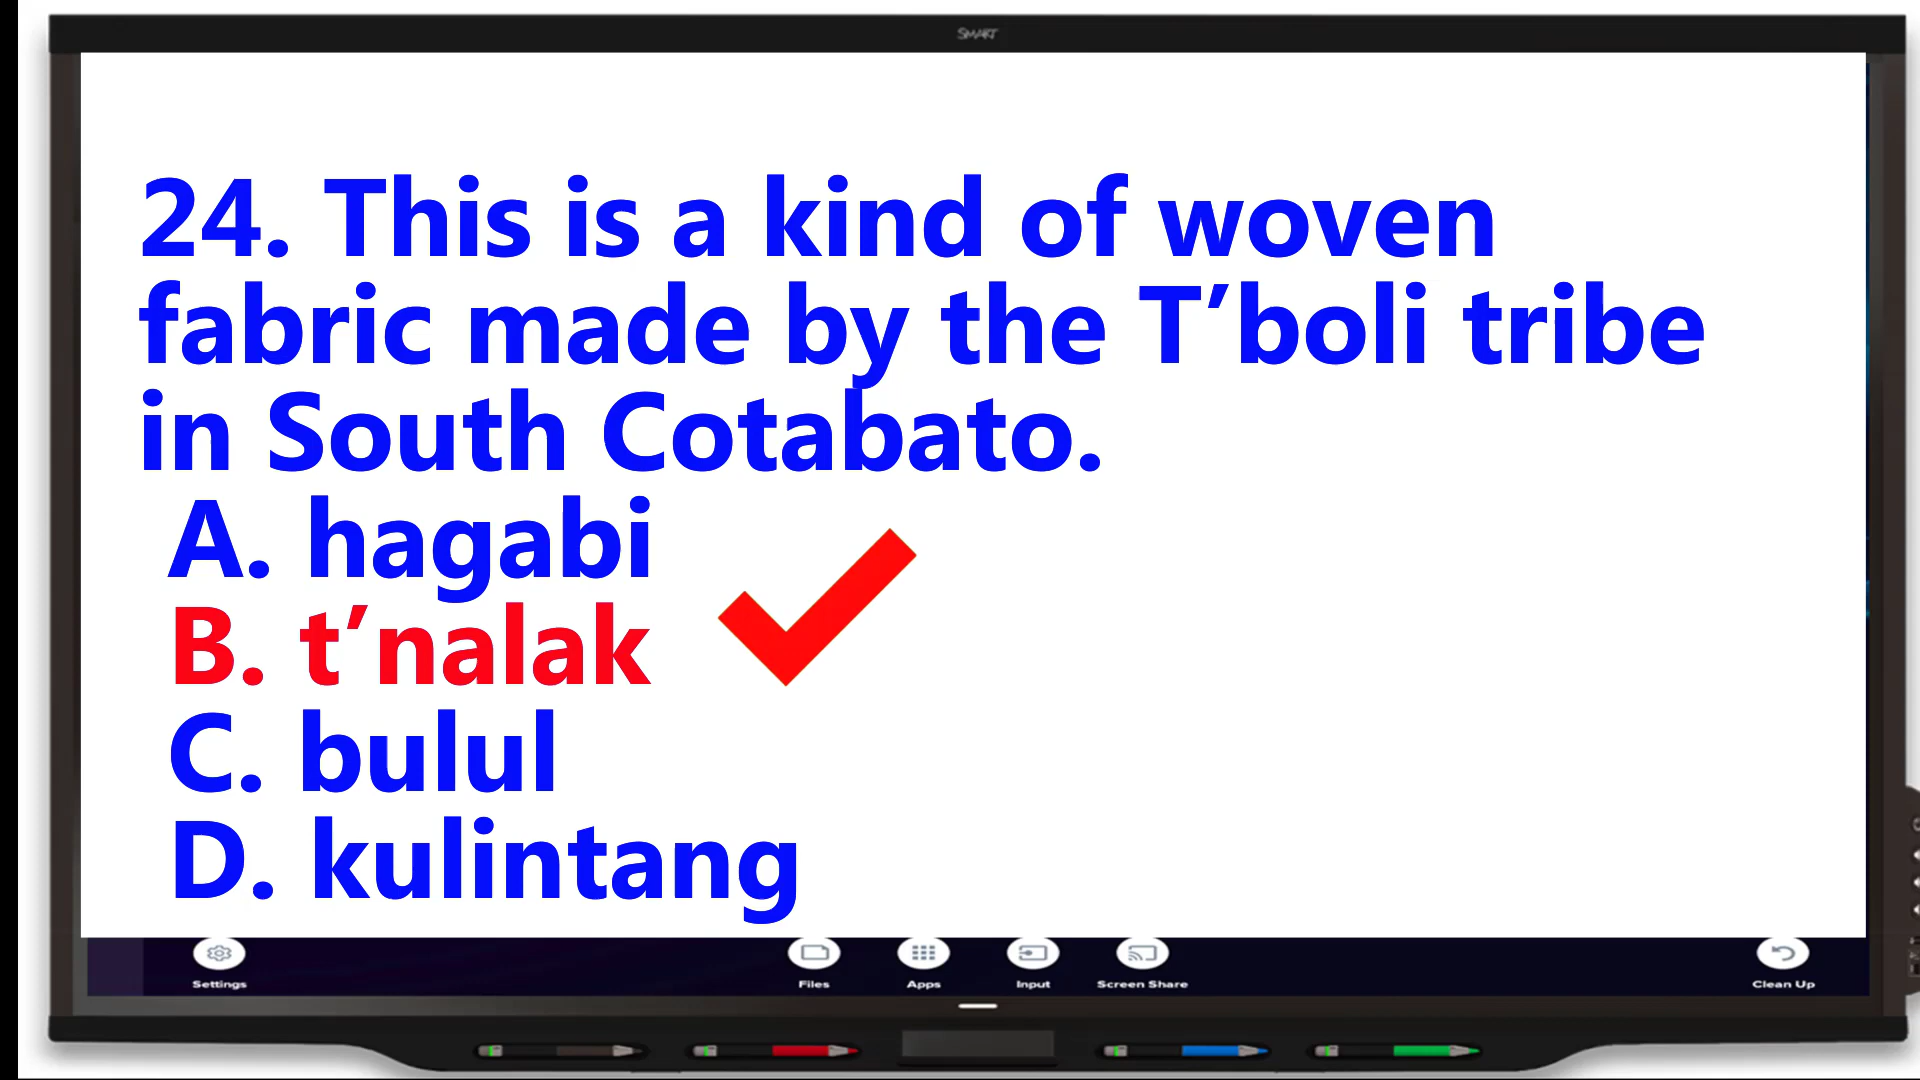 SMART
24. This is a kind of woven
fabric made by the T’boli tribe
in South Cotabato.
A. hagabi
B. t’nalak
C. bulul
D. kulintang
Settings
Files
Apps
Input
Screen Share
Clean Up